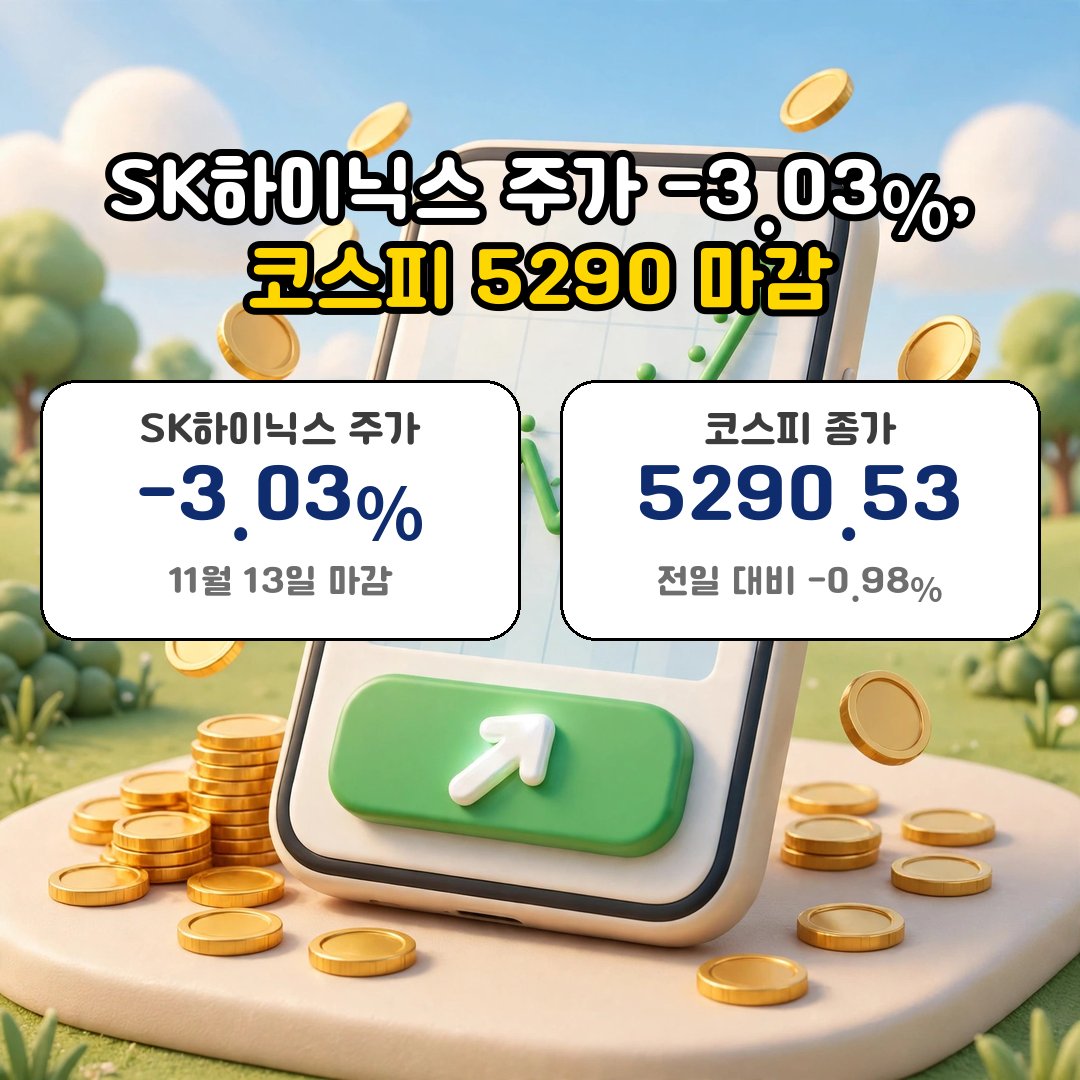 SK하이닉스 주가 -3.03%,
코스피 5290 마감
SK하이닉스 주가
-3.03%
11월 13일 마감
코스피 종가
5290.53
전일 대비 -0.98%